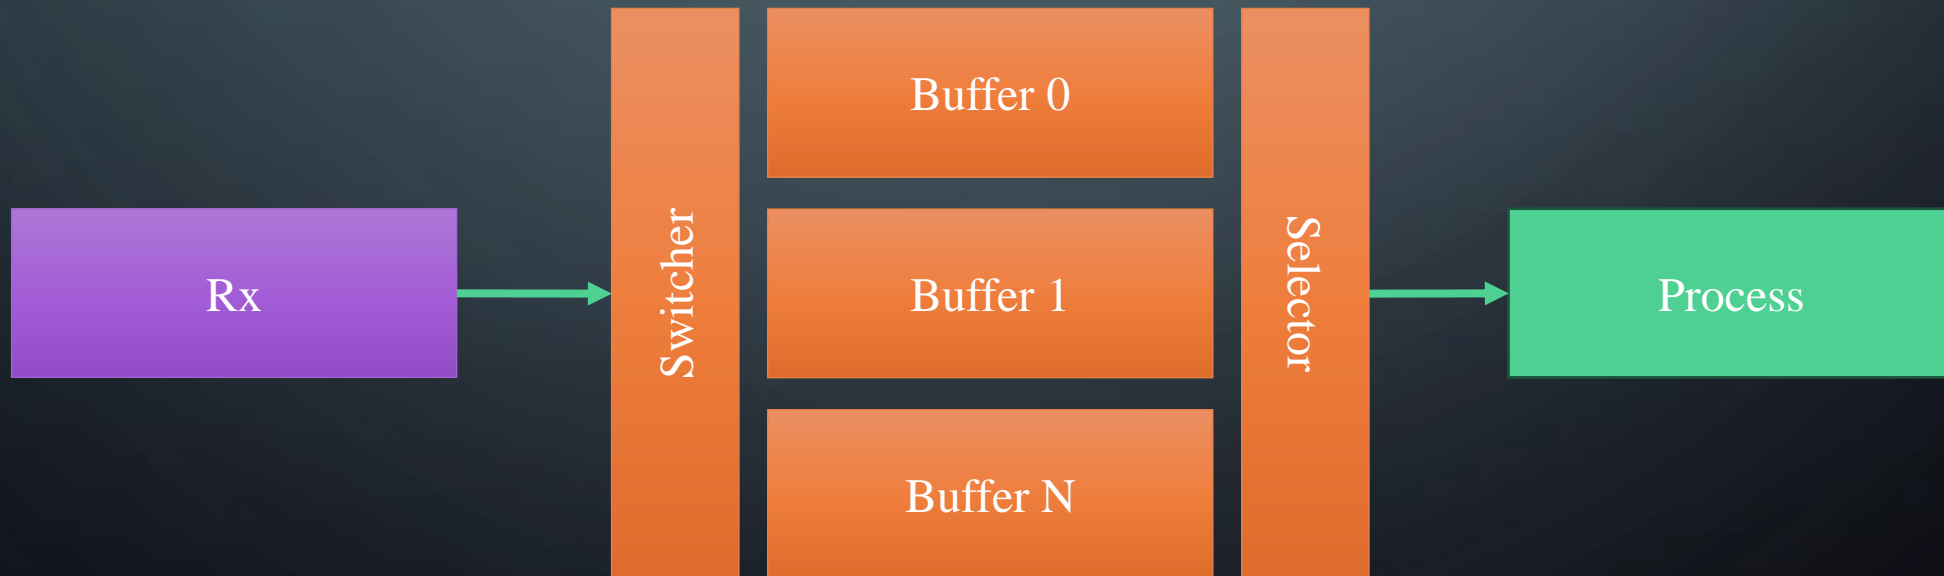 Rx
Switcher
Buffer 0
Buffer 1
Buffer N
Selector
Process